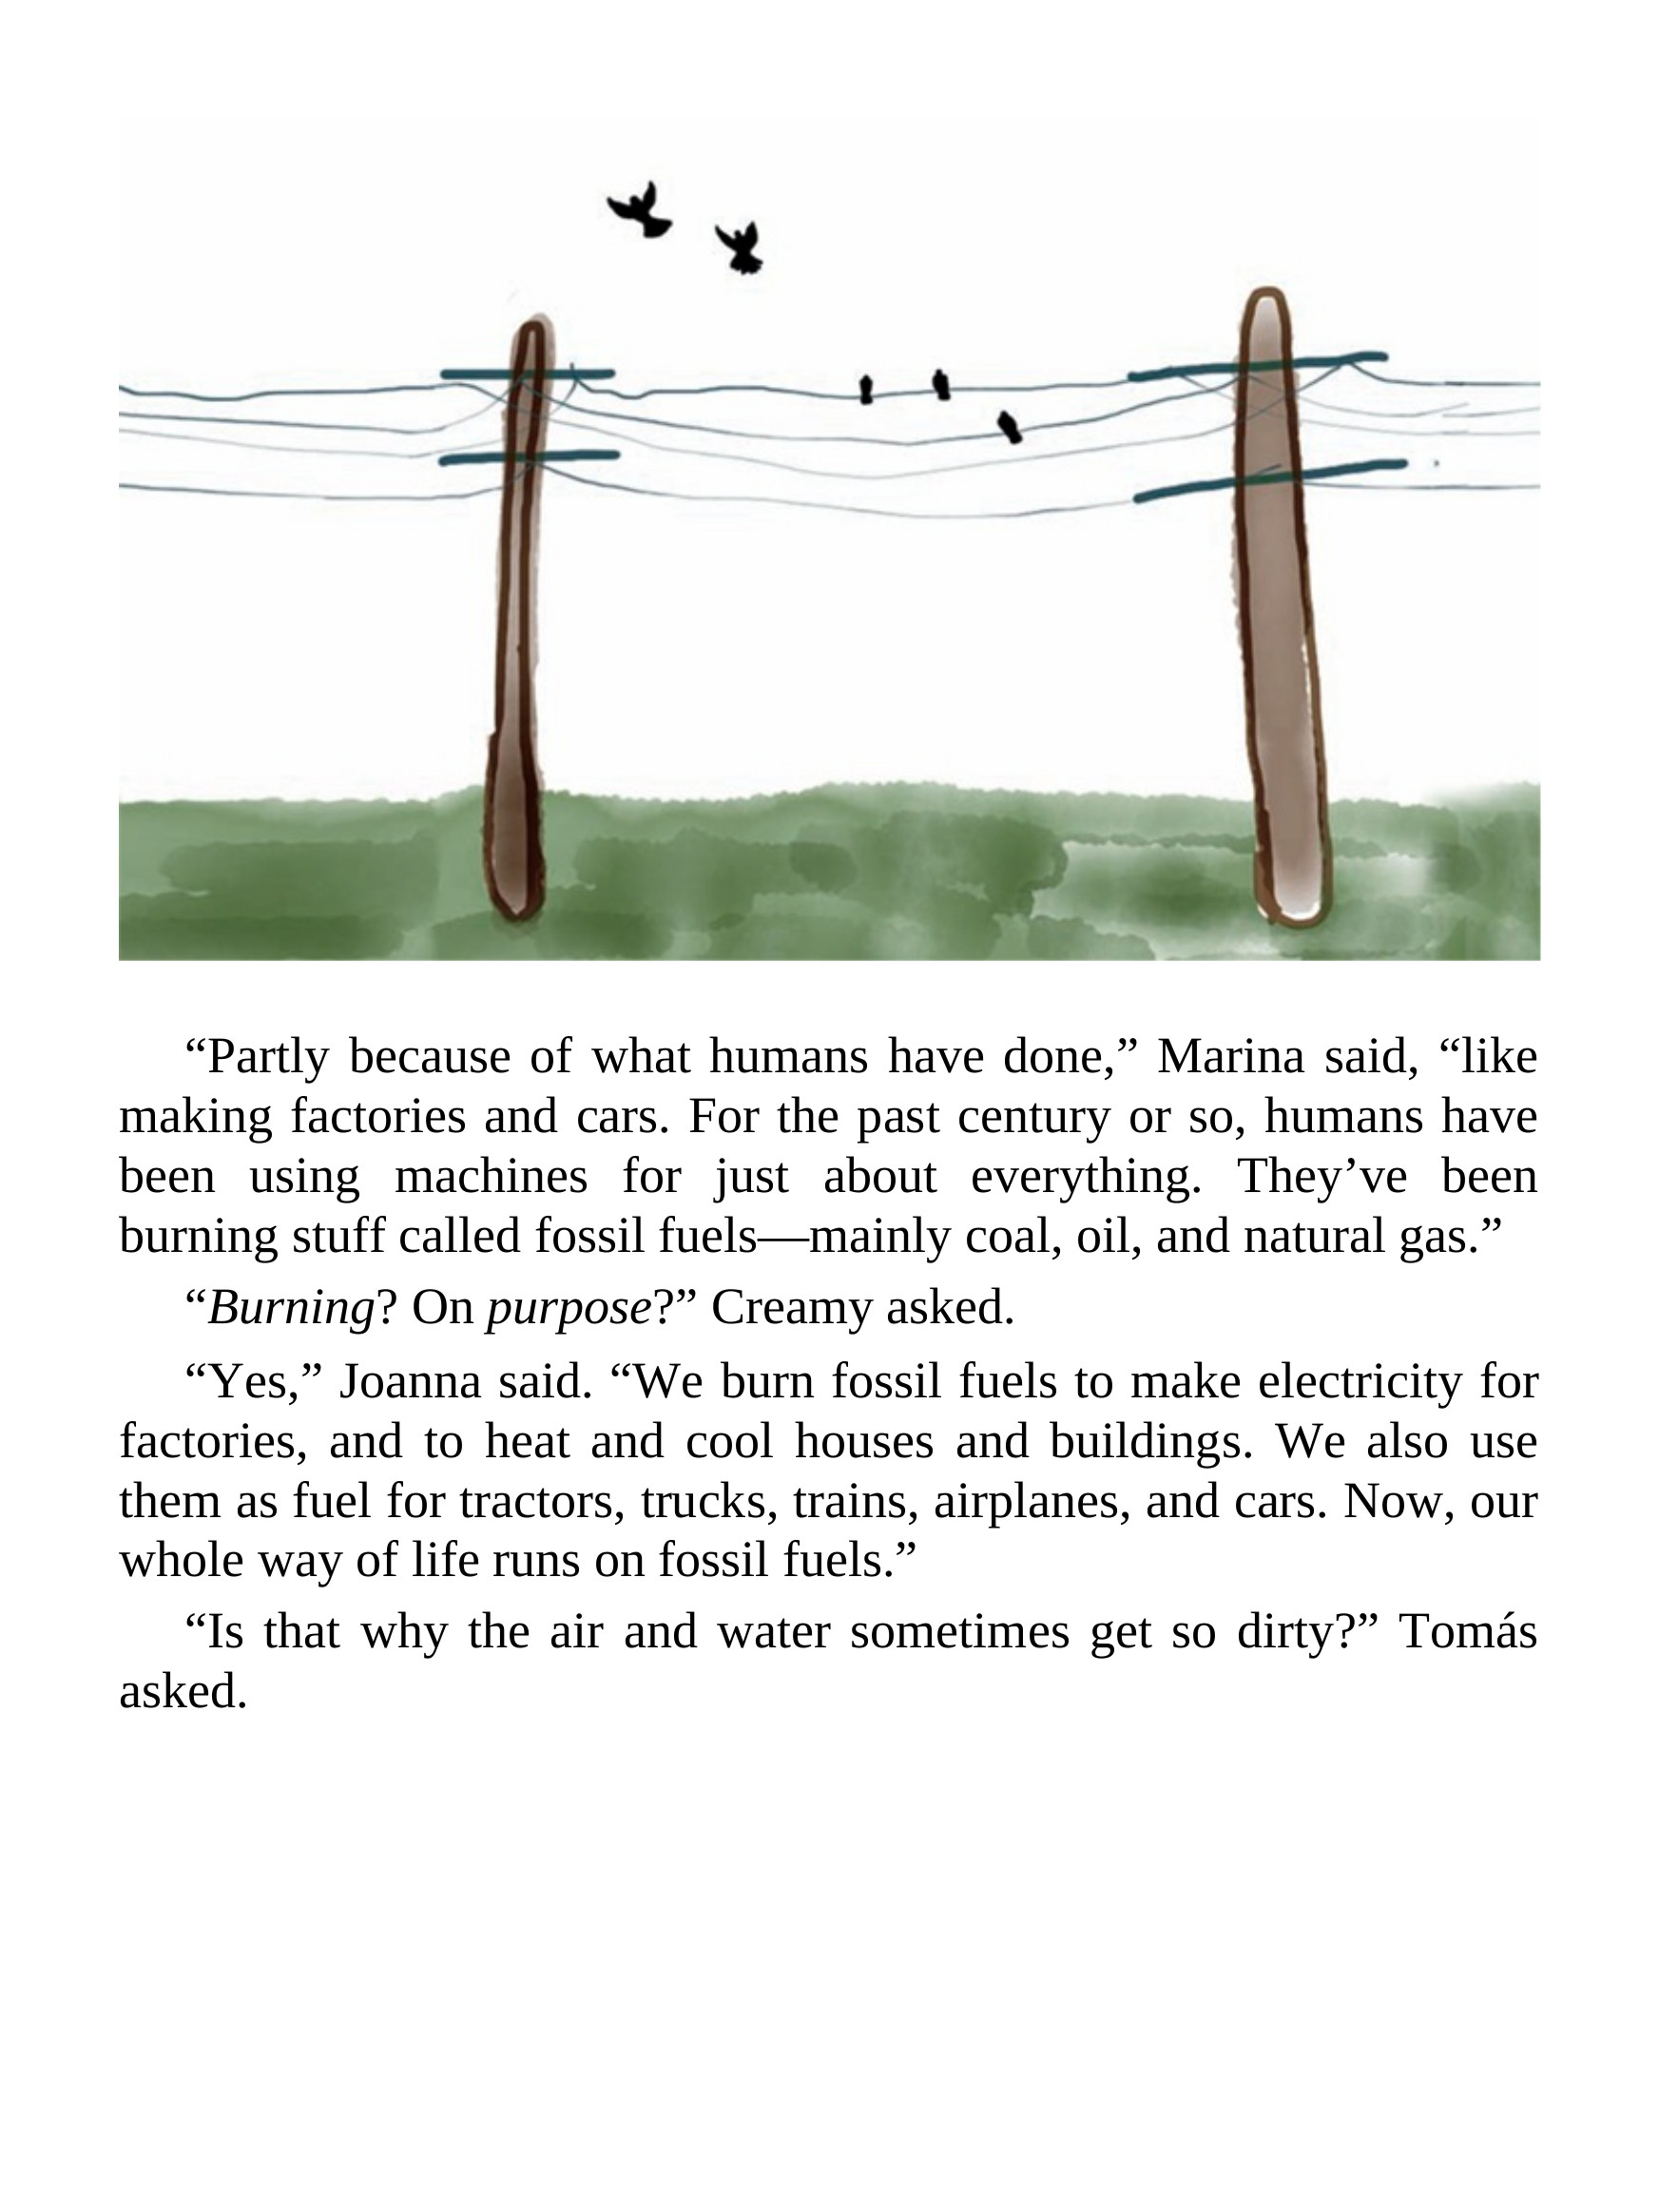 “Partly because of what humans have done,” Marina said, “like
making factories and cars. For the past century or so, humans have
been using machines for just about everything. They’ve been
burning stuff called fossil fuels—mainly coal, oil, and natural gas.”
“Burning? On purpose?” Creamy asked.
“Yes,” Joanna said. “We burn fossil fuels to make electricity for
factories, and to heat and cool houses and buildings. We also use
them as fuel for tractors, trucks, trains, airplanes, and cars. Now, our
whole way of life runs on fossil fuels.”
“Is that why the air and water sometimes get so dirty?” Tomás
asked.